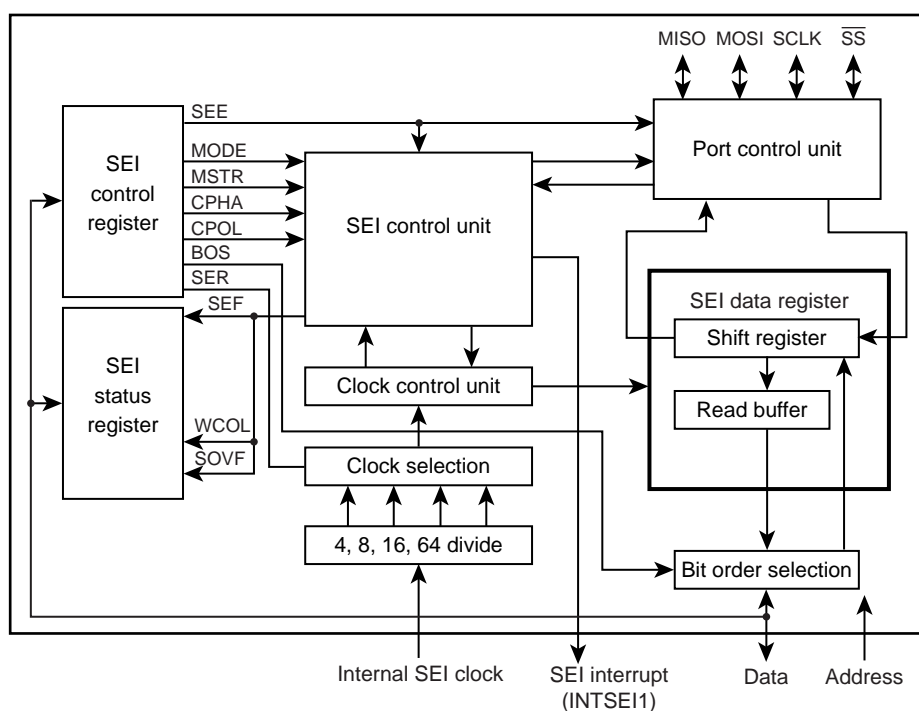 MISO MOSI SCLK SS
SEE
SEI
control
register
MODE
MSTR
CPHA
CPOL
BOS
SER
SEI control unit
Port control unit
SEF
SEI
status
register
WCOL
SOVF
SEI data register
Shift register
Read buffer
Clock control unit
Clock selection
4, 8, 16, 64 divide
Bit order selection
Internal SEI clock
SEI interrupt
(INTSEI1)
Data
Address